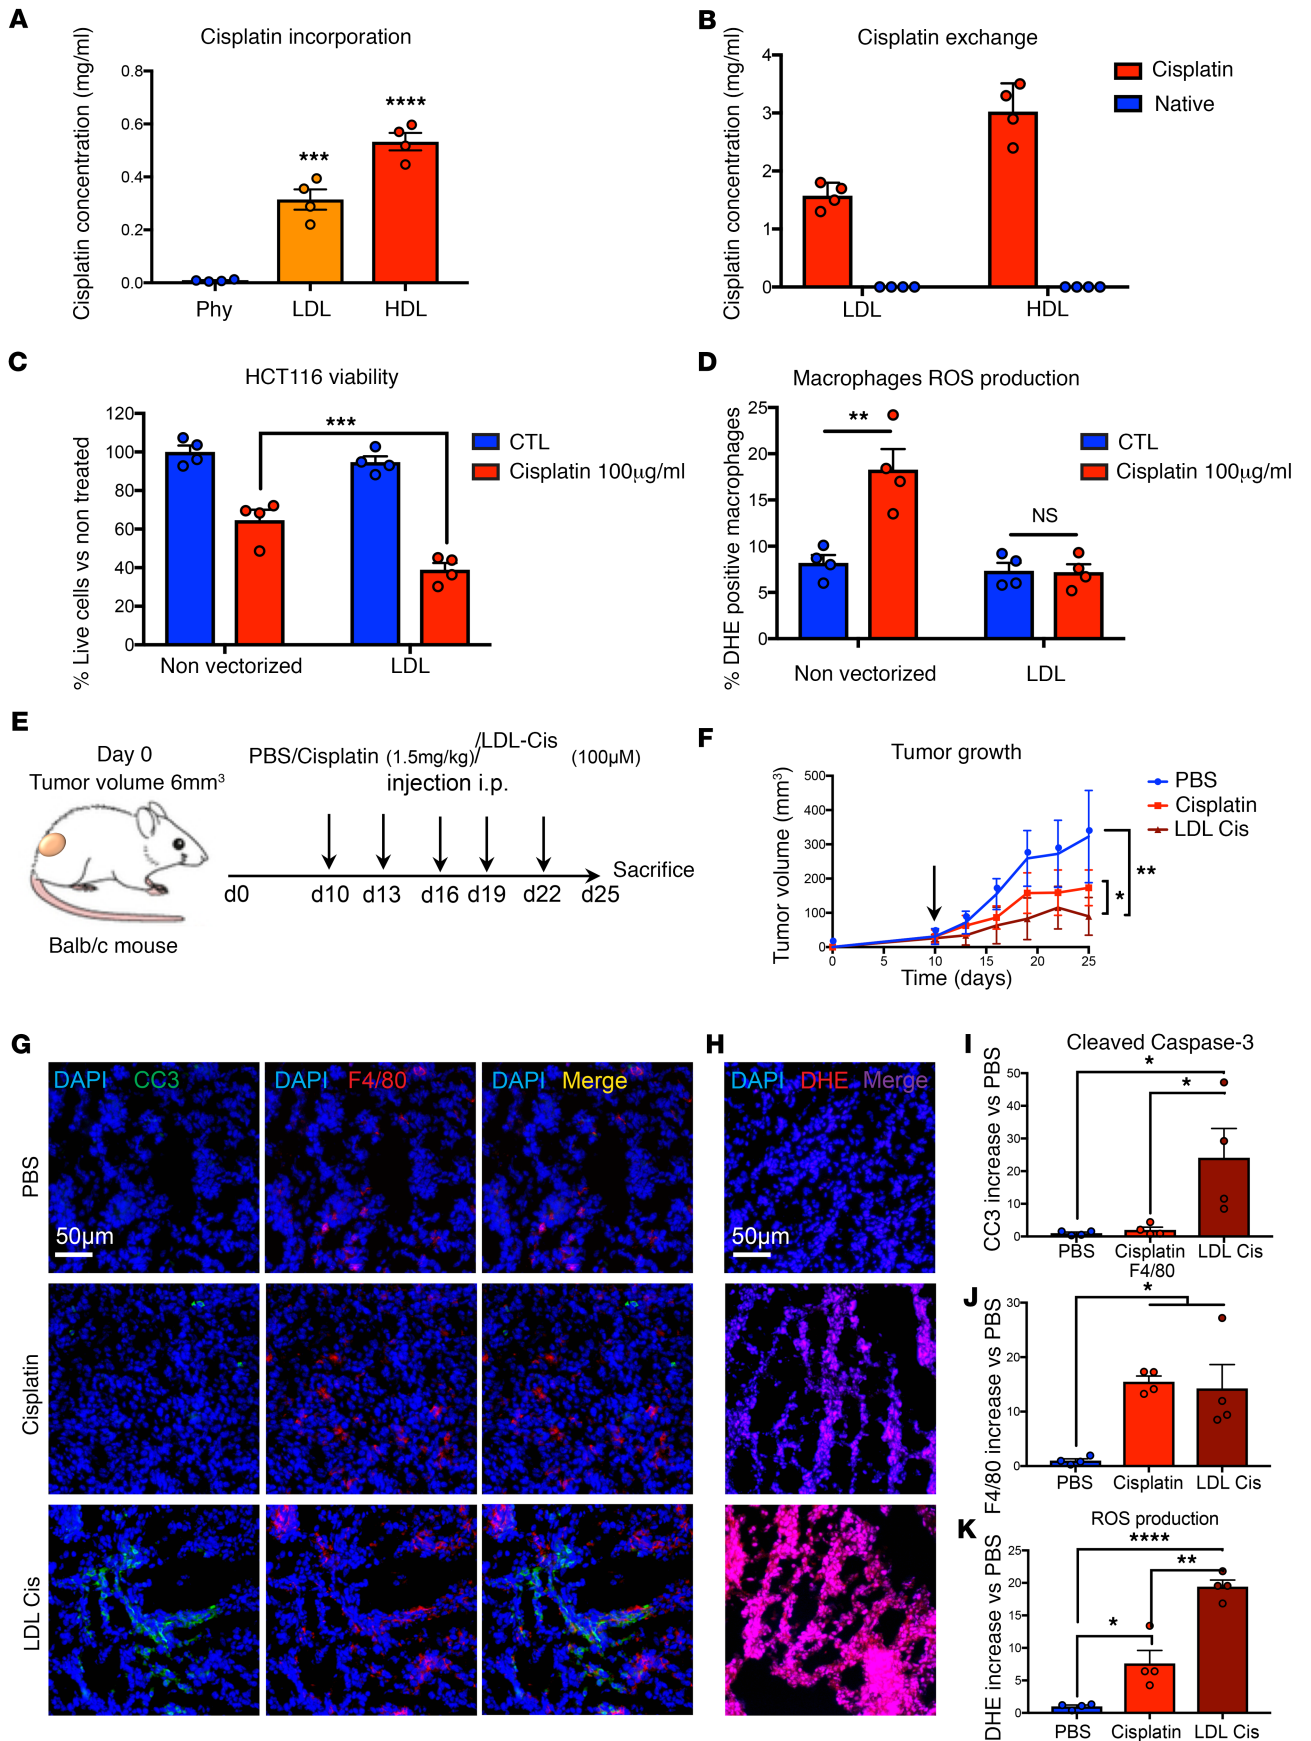 A
Cisplatin incorporation
Cisplatin concentration (mg/ml)
0.8
0.6
0.4
0.2
0.0
***
****
Phy
LDL
HDL
B
Cisplatin exchange
Cisplatin concentration (mg/ml)
4
3
2
1
0
LDL
HDL
Cisplatin
Native
C
HCT116 viability
% Live cells vs non treated
120
100
80
60
40
20
0
***
Non vectorized
LDL
CTL
Cisplatin 100µg/ml
D
Macrophages ROS production
% DHE positive macrophages
25
20
15
10
5
0
**
NS
Non vectorized
LDL
CTL
Cisplatin 100µg/ml
E
Day 0
Tumor volume 6mm³
Balb/c mouse
PBS/Cisplatin (1.5mg/kg)/LDL-Cis (100µM)
injection i.p.
d0 d10 d13 d16 d19 d22 d25
Sacrifice
F
Tumor growth
Tumor volume (mm³)
500
400
300
200
100
0
0 5 10 15 20 25
Time (days)
PBS
Cisplatin
LDL Cis
*
**
G
DAPI CC3
DAPI F4/80
DAPI Merge
PBS
50µm
Cisplatin
LDL Cis
H
DAPI DHE Merge
50µm
I
Cleaved Caspase-3
CC3 increase vs PBS
50
40
30
20
10
0
*
*
PBS
Cisplatin
LDL Cis
J
F4/80
F4/80 increase vs PBS
30
20
10
0
*
PBS
Cisplatin
LDL Cis
K
ROS production
DHE increase vs PBS
25
20
15
10
5
0
****
**
*
PBS
Cisplatin
LDL Cis